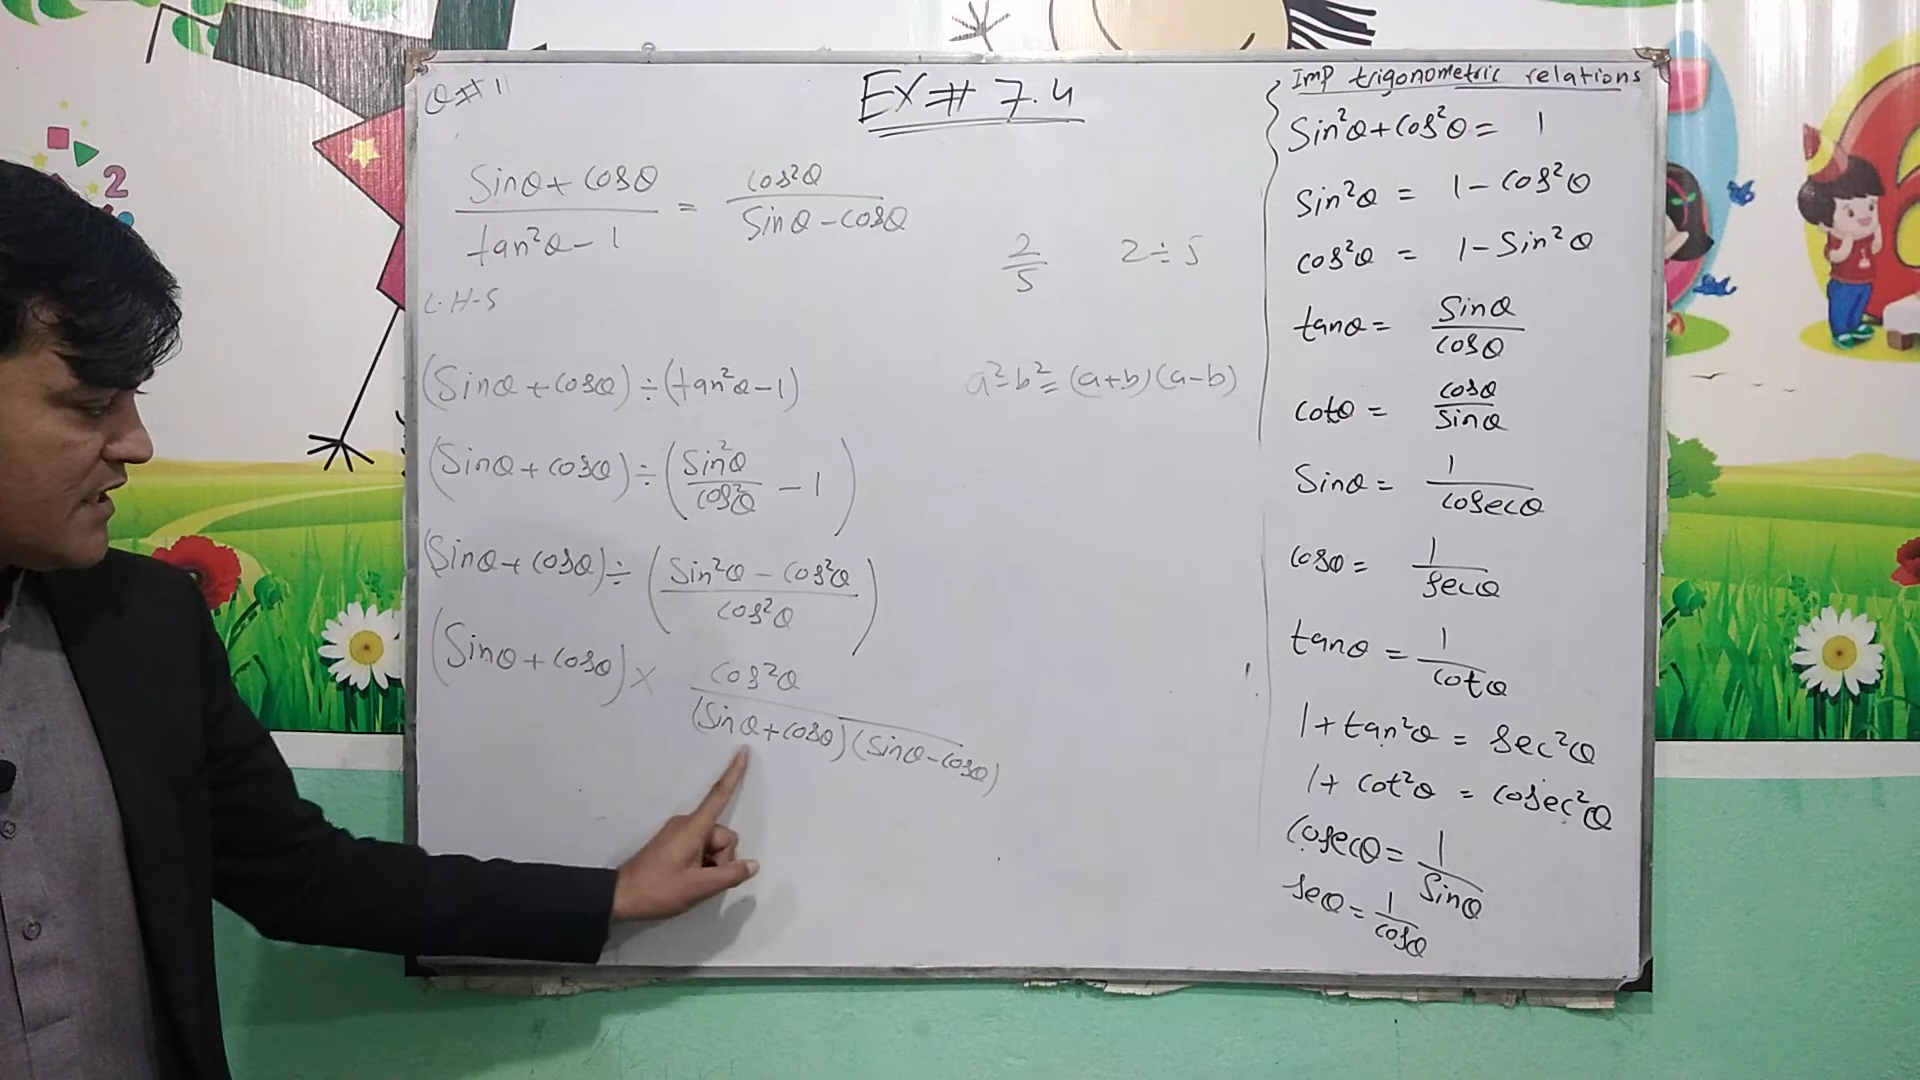 Q#11
EX# 7.4
(Sinθ + cosθ)/(tan²θ - 1) = cos²θ/(Sinθ - cosθ)
2/5 2÷5
L.H-S
(Sinθ + cosθ) ÷ (tan²θ - 1)
a²-b² = (a+b)(a-b)
(Sinθ + cosθ) ÷ (Sin²θ/cos²θ - 1)
(Sinθ + cosθ) ÷ ((Sin²θ - cos²θ)/cos²θ)
(Sinθ + cosθ) × cos²θ/((Sinθ + cosθ)(Sinθ - cosθ))
Imp trigonometric relations
Sin²θ + cos²θ = 1
Sin²θ = 1 - cos²θ
cos²θ = 1 - Sin²θ
tanθ = Sinθ/cosθ
cotθ = cosθ/Sinθ
Sinθ = 1/cosecθ
cosθ = 1/secθ
tanθ = 1/cotθ
1 + tan²θ = sec²θ
1 + cot²θ = cosec²θ
Cosecθ = 1/Sinθ
seθ = 1/cosθ
2